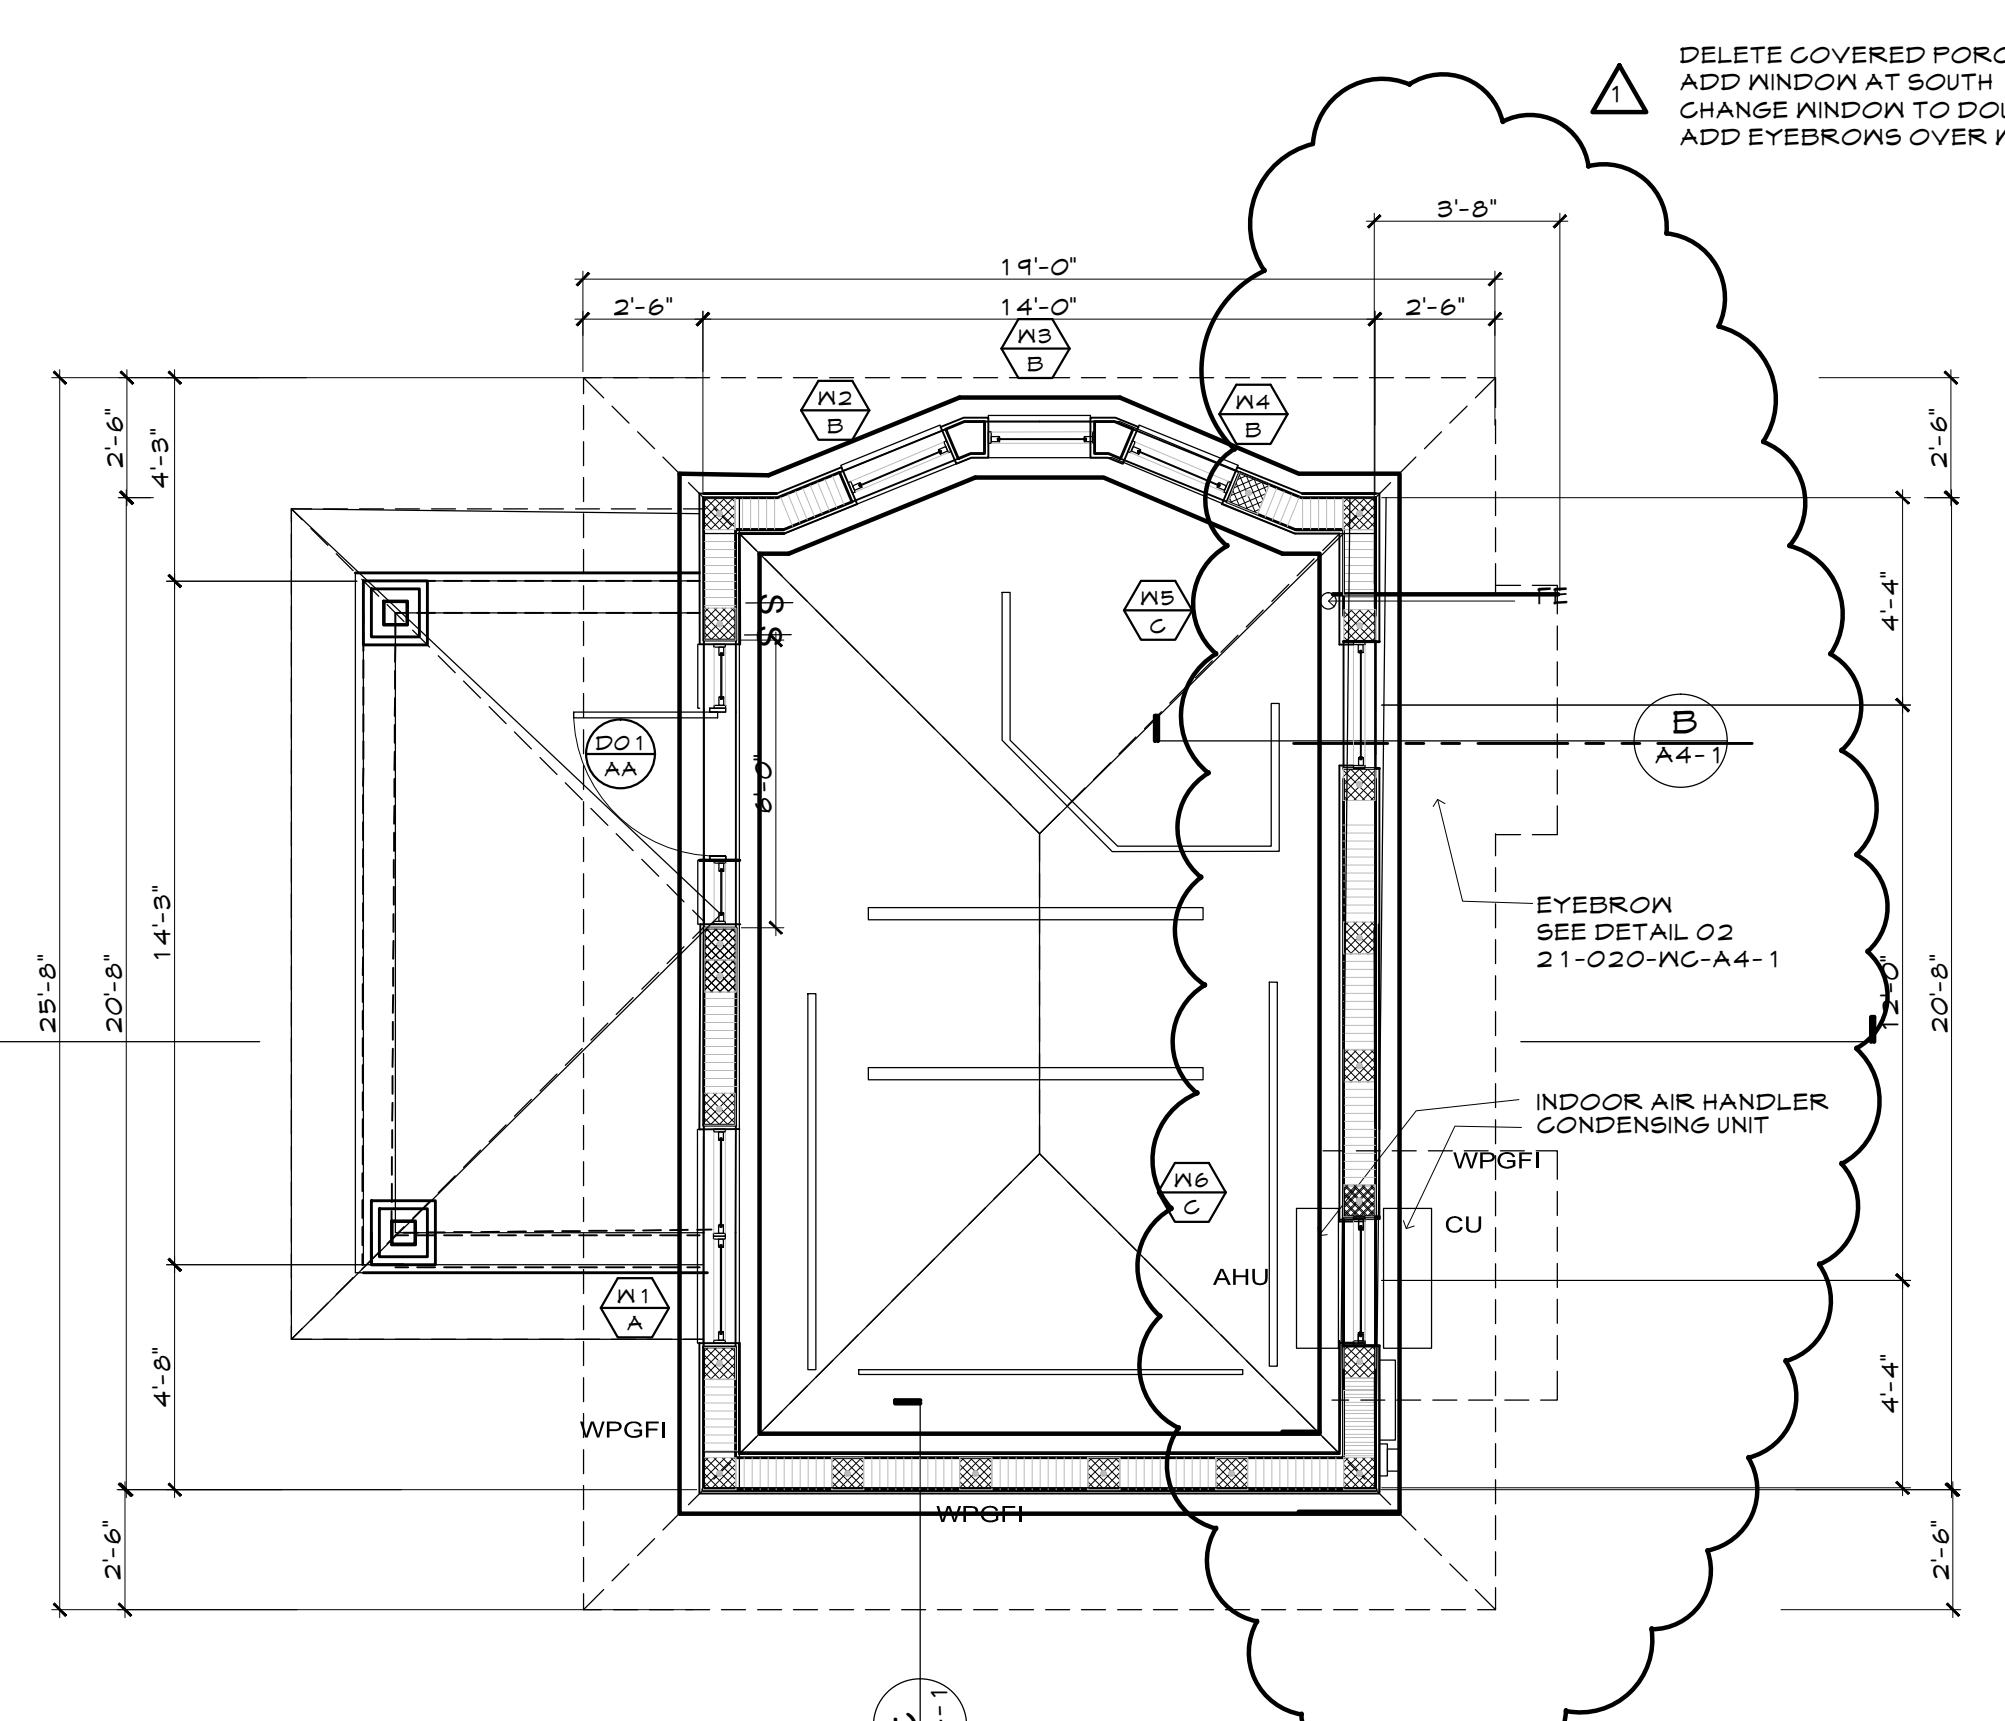 DELETE COVERED PORC
ADD WINDOW AT SOUTH
CHANGE WINDOW TO DOU
ADD EYEBROWS OVER W
1
3'-8"
19'-0"
2'-6"
14'-0"
2'-6"
W3
B
W2
B
W4
B
2'-6"
4'-3"
2'-6"
W5
C
S
S
FE
4'-4"
D01
AA
6'-0"
B
A4-1
EYEBROW
SEE DETAIL 02
21-020-WC-A4-1
14'-3"
25'-8"
20'-8"
12'-0"
20'-8"
INDOOR AIR HANDLER
CONDENSING UNIT
WPGFI
W6
C
CU
AHU
W1
A
4'-8"
4'-4"
WPGFI
WPGFI
2'-6"
2'-6"
-1